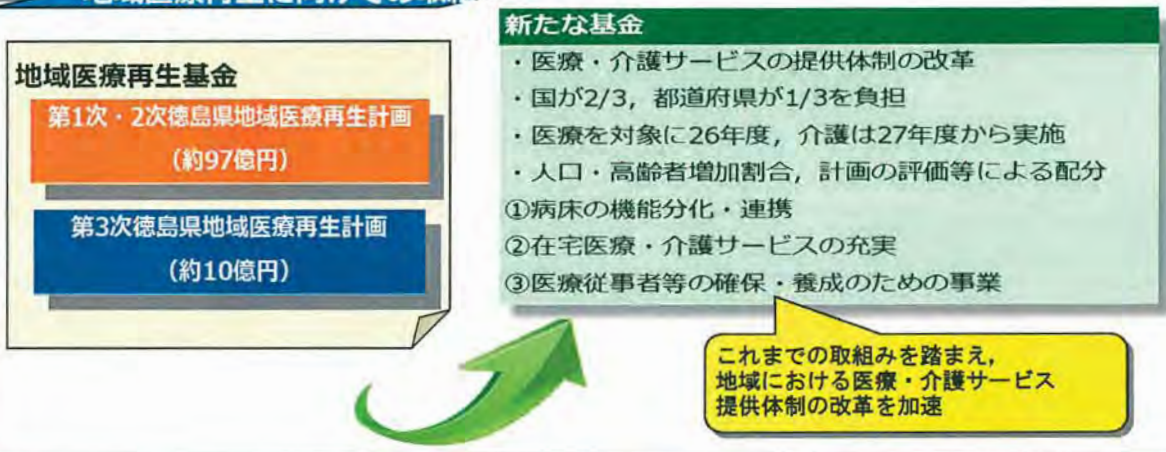 地域医療再生基金
第1次・2次徳島県地域医療再生計画
(約97億円)
第3次徳島県地域医療再生計画
(約10億円)
新たな基金
・医療・介護サービスの提供体制の改革
・国が2/3，都道府県が1/3を負担
・医療を対象に26年度，介護は27年度から実施
・人口・高齢者増加割合，計画の評価等による配分
①病床の機能分化・連携
②在宅医療・介護サービスの充実
③医療従事者等の確保・養成のための事業
これまでの取組みを踏まえ，
地域における医療・介護サービス
提供体制の改革を加速